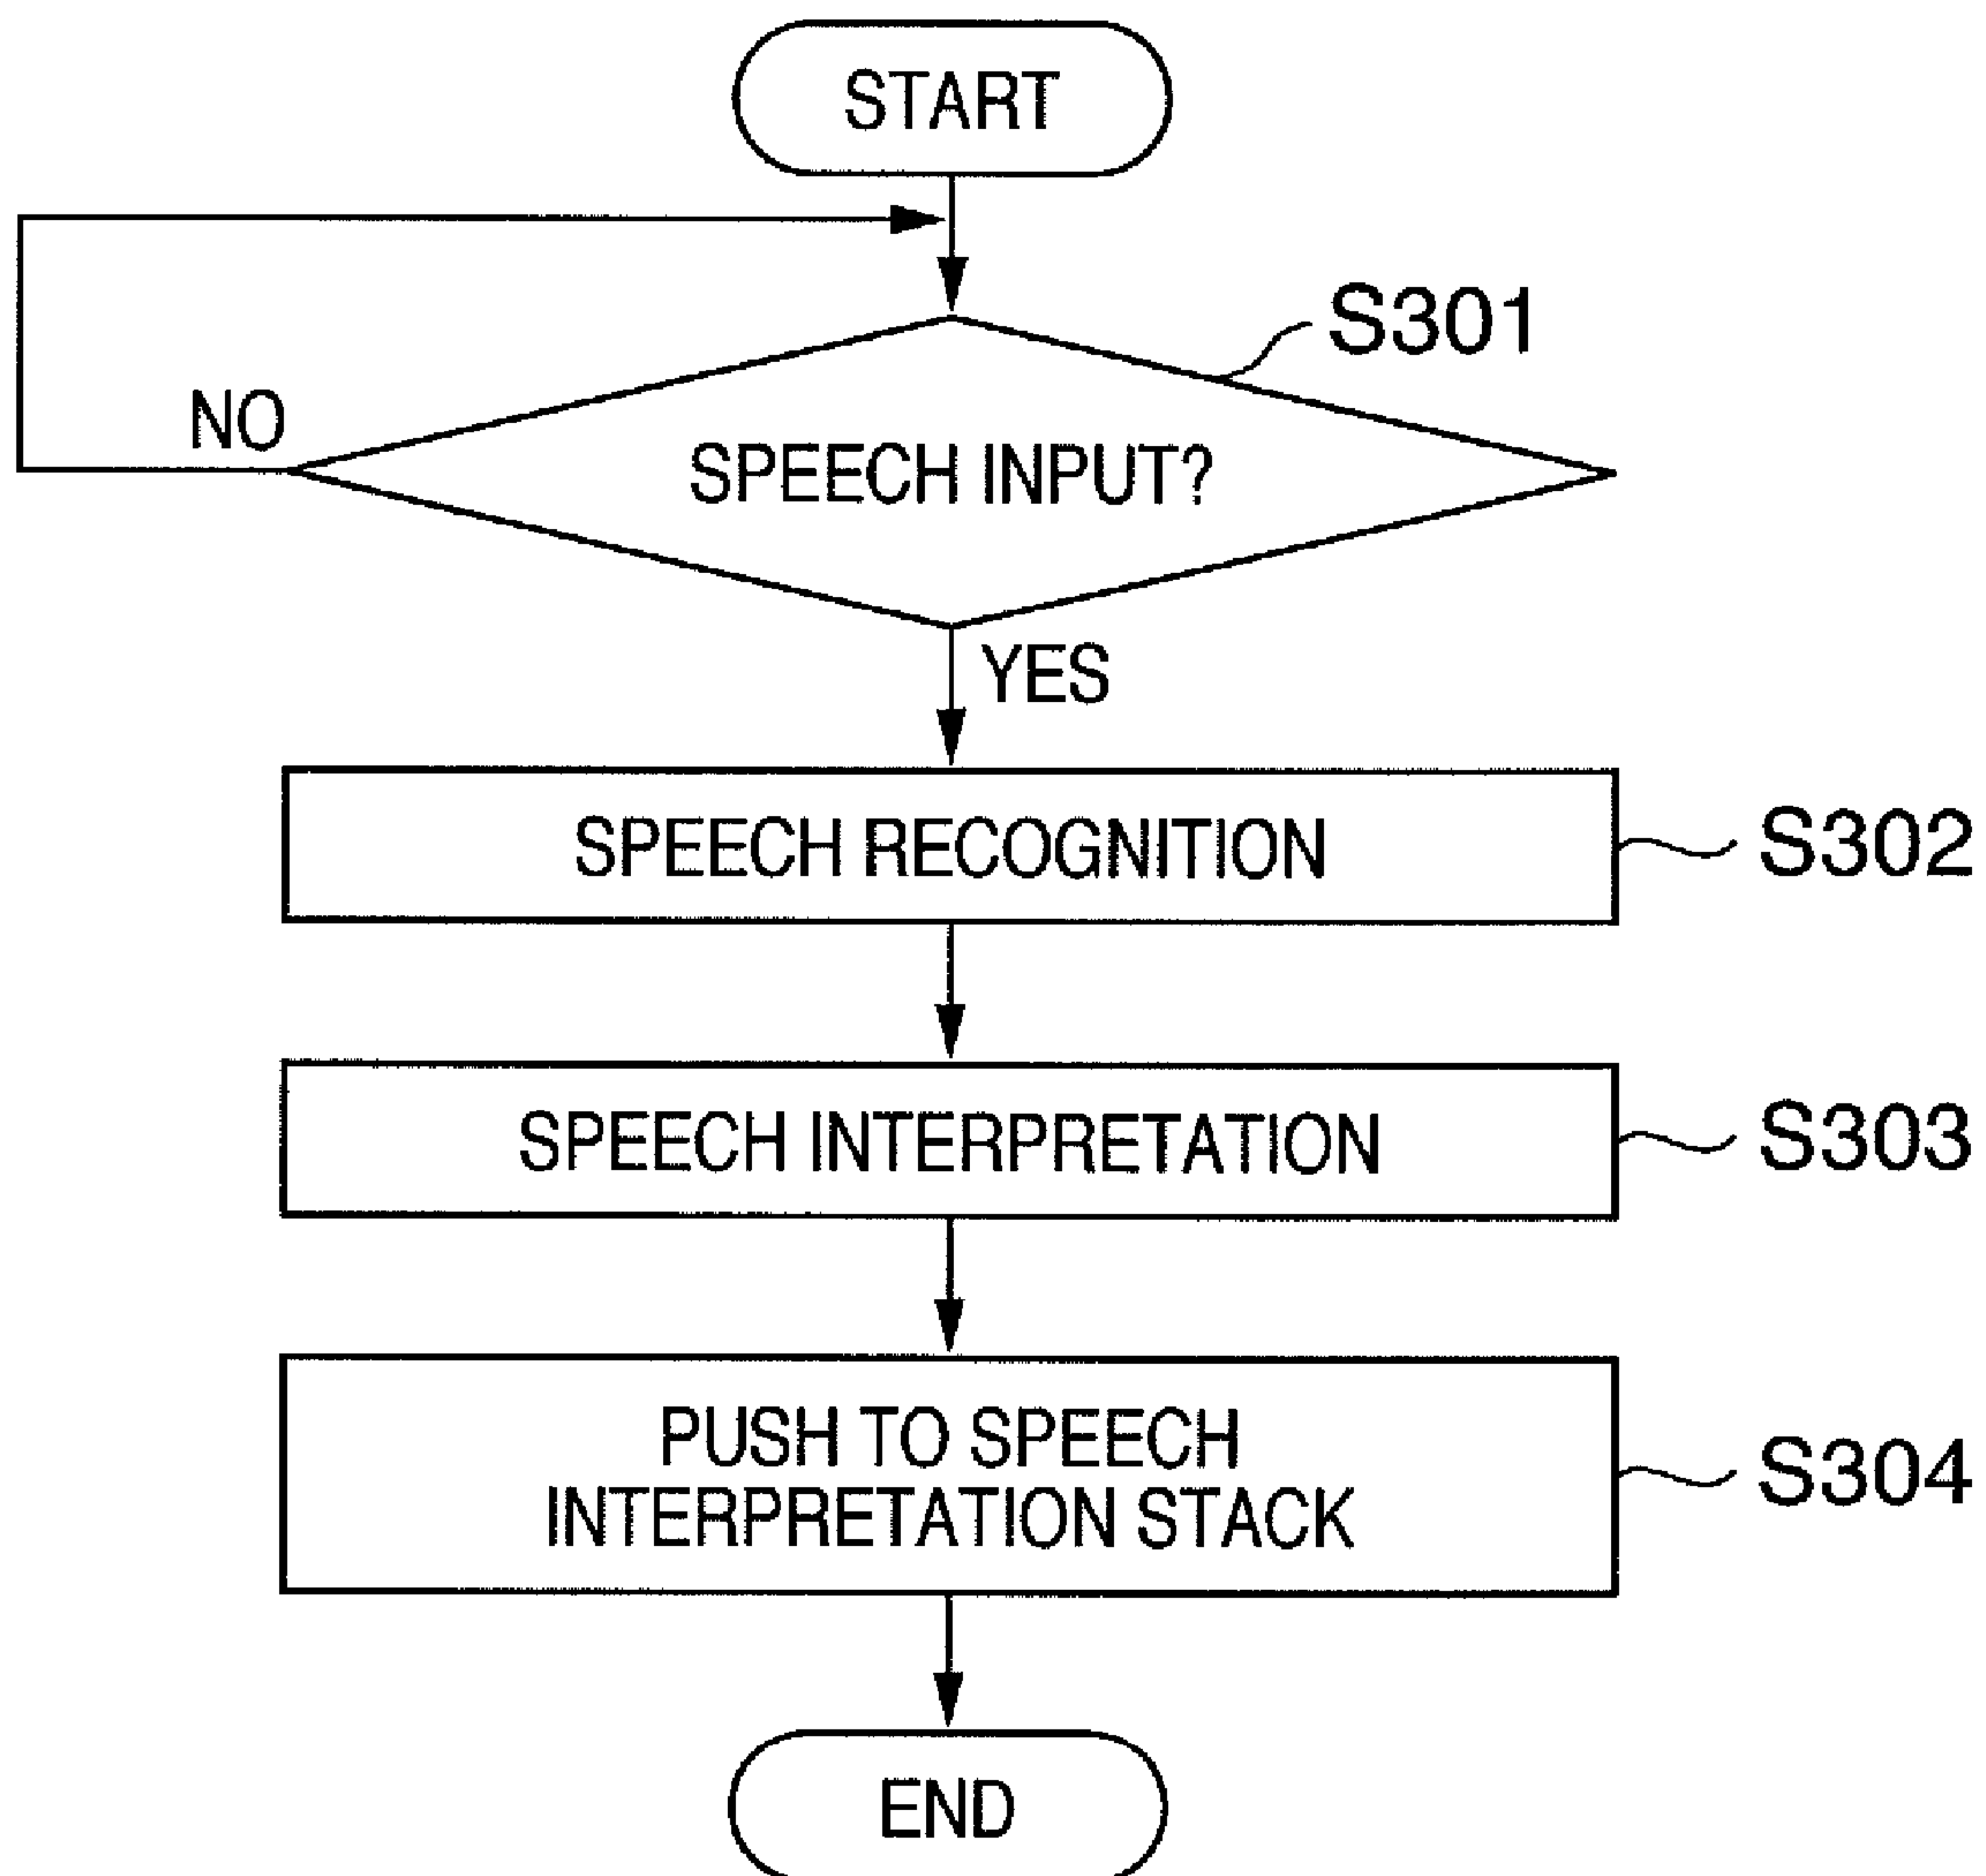 START
S301
NO
SPEECH INPUT?
YES
SPEECH RECOGNITION
S302
SPEECH INTERPRETATION
S303
PUSH TO SPEECH
INTERPRETATION STACK
S304
END